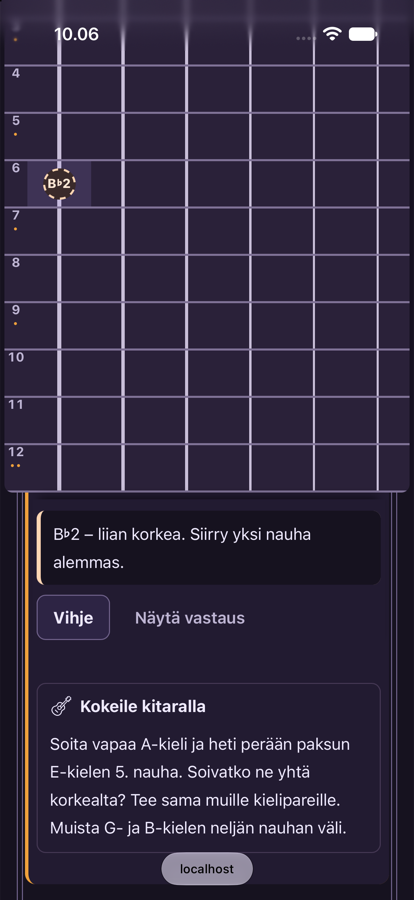 10.06
4
5
6
B♭2
7
8
9
10
11
12
B♭2 – liian korkea. Siirry yksi nauha
alemmas.
Vihje
Näytä vastaus
Kokeile kitaralla
Soita vapaa A-kieli ja heti perään paksun
E-kielen 5. nauha. Soivatko ne yhtä
korkealta? Tee sama muille kielipareille.
Muista G- ja B-kielen neljän nauhan väli.
localhost